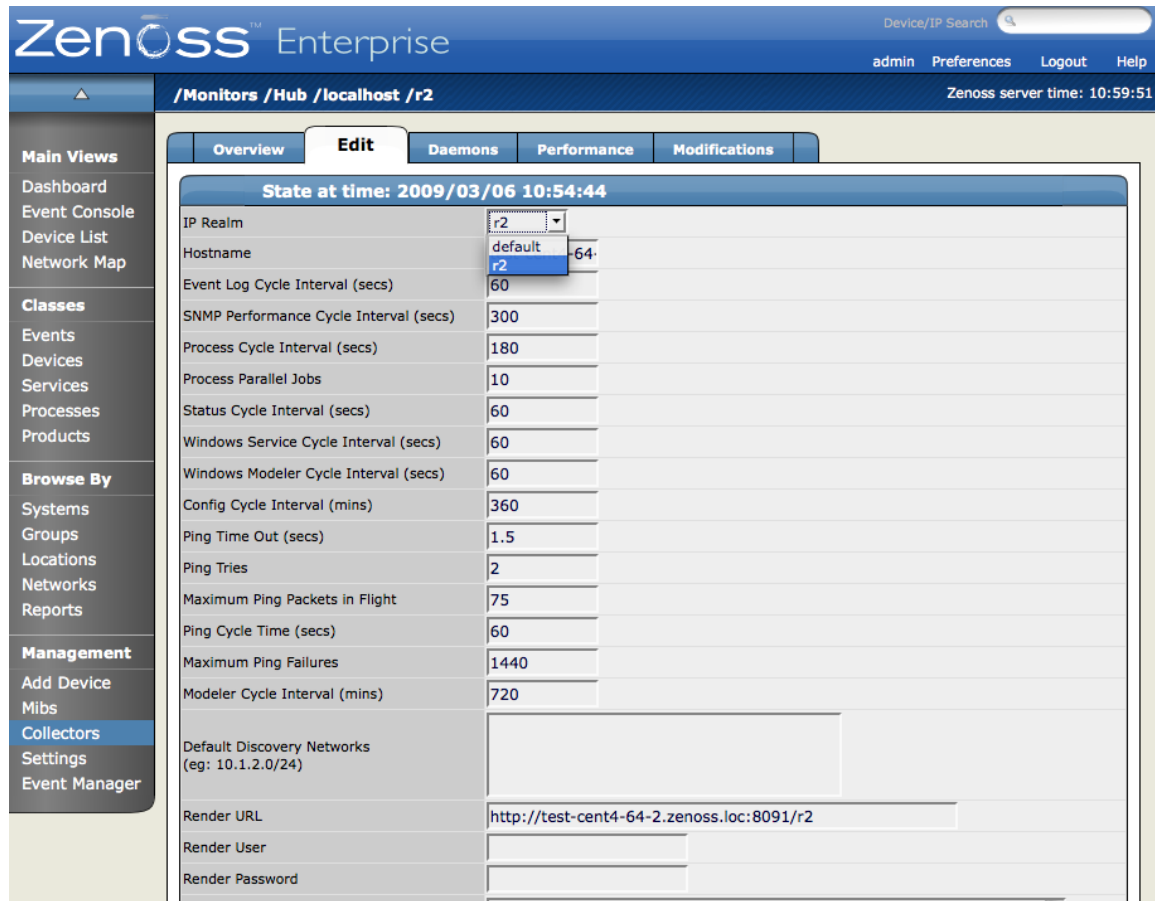 Zenoss™ Enterprise
Device/IP Search
admin Preferences Logout Help
/Monitors /Hub /localhost /r2
Zenoss server time: 10:59:51
Main Views
Dashboard
Event Console
Device List
Network Map
Classes
Events
Devices
Services
Processes
Products
Browse By
Systems
Groups
Locations
Networks
Reports
Management
Add Device
Mibs
Collectors
Settings
Event Manager
Overview Edit Daemons Performance Modifications
State at time: 2009/03/06 10:54:44
IP Realm r2
default
r2
Hostname -64-
Event Log Cycle Interval (secs) 60
SNMP Performance Cycle Interval (secs) 300
Process Cycle Interval (secs) 180
Process Parallel Jobs 10
Status Cycle Interval (secs) 60
Windows Service Cycle Interval (secs) 60
Windows Modeler Cycle Interval (secs) 60
Config Cycle Interval (mins) 360
Ping Time Out (secs) 1.5
Ping Tries 2
Maximum Ping Packets in Flight 75
Ping Cycle Time (secs) 60
Maximum Ping Failures 1440
Modeler Cycle Interval (mins) 720
Default Discovery Networks
(eg: 10.1.2.0/24)
Render URL http://test-cent4-64-2.zenoss.loc:8091/r2
Render User
Render Password